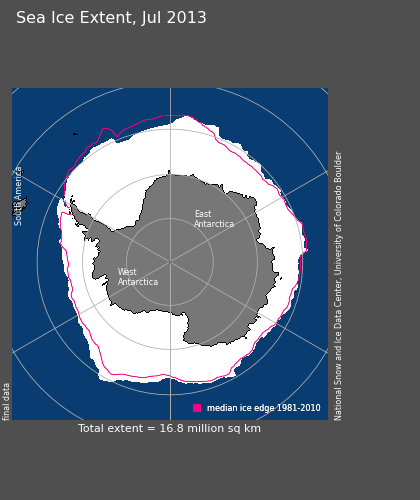 Sea Ice Extent, Jul 2013
South America
East
Antarctica
West
Antarctica
National Snow and Ice Data Center, University of Colorado Boulder
final data
median ice edge 1981-2010
Total extent = 16.8 million sq km